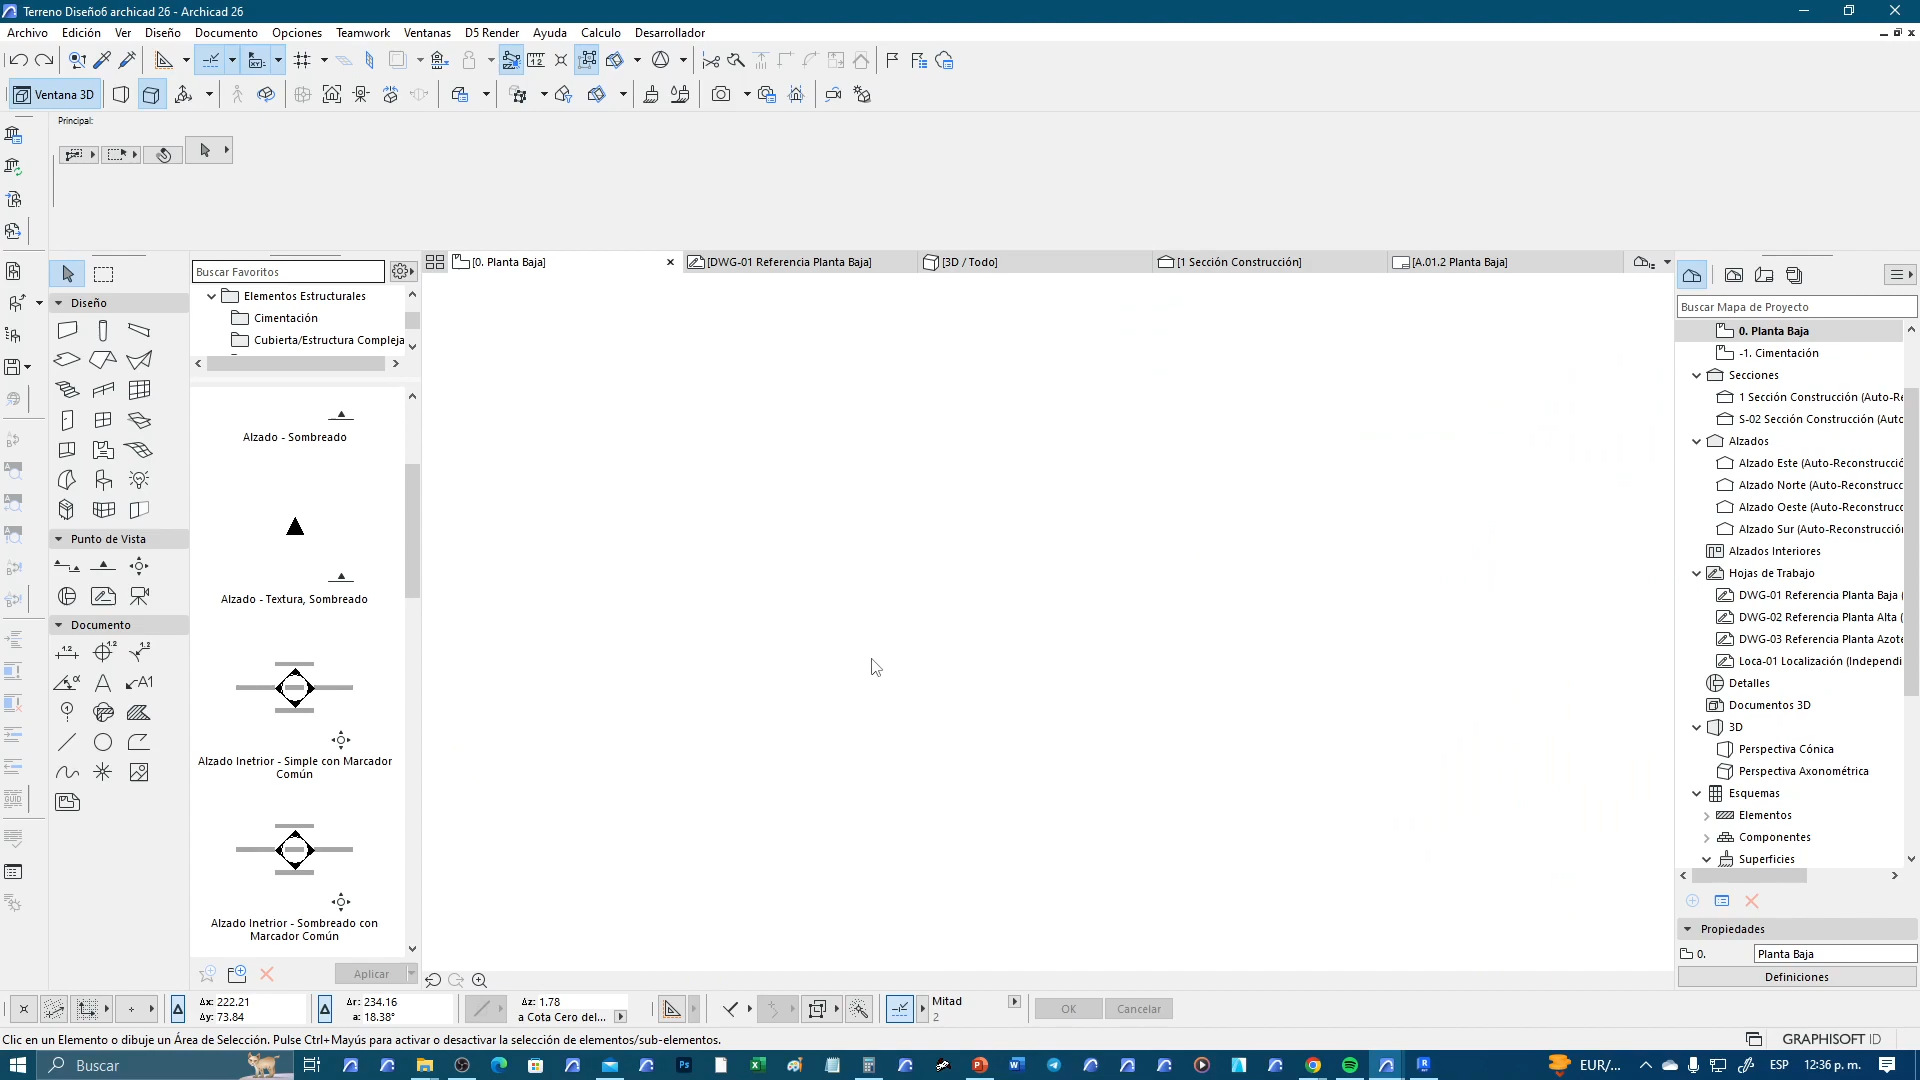 Terreno Diseño6 archicad 26 - Archicad 26
Archivo Edición Ver Diseño Documento Opciones Teamwork Ventanas D5 Render Ayuda Calculo Desarrollador
Ventana 3D
Principal:
Buscar Favoritos
[0. Planta Baja]
[DWG-01 Referencia Planta Baja]
[3D / Todo]
[1 Sección Construcción]
[A.01.2 Planta Baja]
Diseño
Punto de Vista
Documento
Elementos Estructurales
Cimentación
Cubierta/Estructura Compleja
Alzado - Sombreado
Alzado - Textura, Sombreado
Alzado Inetrior - Simple con Marcador
Común
Alzado Inetrior - Sombreado con
Marcador Común
Aplicar
Buscar Mapa de Proyecto
0. Planta Baja
-1. Cimentación
Secciones
1 Sección Construcción (Auto-Re
S-02 Sección Construcción (Auto
Alzados
Alzado Este (Auto-Reconstrucció
Alzado Norte (Auto-Reconstrucc
Alzado Oeste (Auto-Reconstrucc
Alzado Sur (Auto-Reconstrucción
Alzados Interiores
Hojas de Trabajo
DWG-01 Referencia Planta Baja (
DWG-02 Referencia Planta Alta (
DWG-03 Referencia Planta Azote
Loca-01 Localización (Independi
Detalles
Documentos 3D
3D
Perspectiva Cónica
Perspectiva Axonométrica
Esquemas
Elementos
Componentes
Superficies
Propiedades
0. Planta Baja
Definiciones
Δx: 222.21
Δy: 73.84
Δr: 234.16
a: 18.38°
Δz: 1.78
a Cota Cero del...
Mitad
2
OK
Cancelar
Clic en un Elemento o dibuje un Área de Selección. Pulse Ctrl+Mayús para activar o desactivar la selección de elementos/sub-elementos.
GRAPHISOFT ID
Buscar
EUR/...
ESP
12:36 p. m.